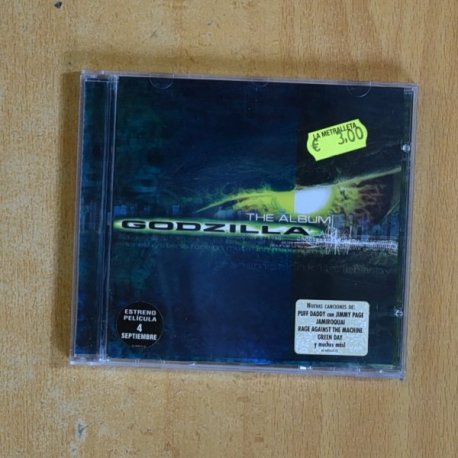 LA METRALLETA
€ 3.00
THE ALBUM
GODZILLA
ESTRENO
PELÍCULA
4
SEPTIEMBRE
NUEVAS CANCIONES DE:
PUFF DADDY con JIMMY PAGE
JAMIROQUAI
RAGE AGAINST THE MACHINE
GREEN DAY
y muchos más!